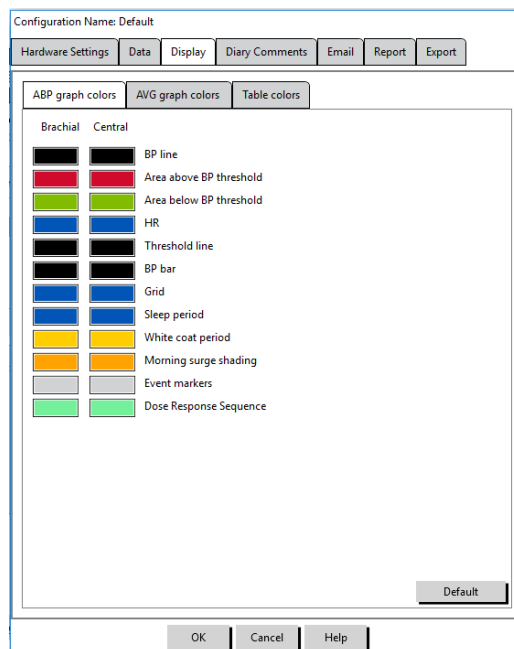 Configuration Name: Default
Hardware Settings Data Display Diary Comments Email Report Export
ABP graph colors AVG graph colors Table colors
Brachial Central
BP line
Area above BP threshold
Area below BP threshold
HR
Threshold line
BP bar
Grid
Sleep period
White coat period
Morning surge shading
Event markers
Dose Response Sequence
Default
OK Cancel Help